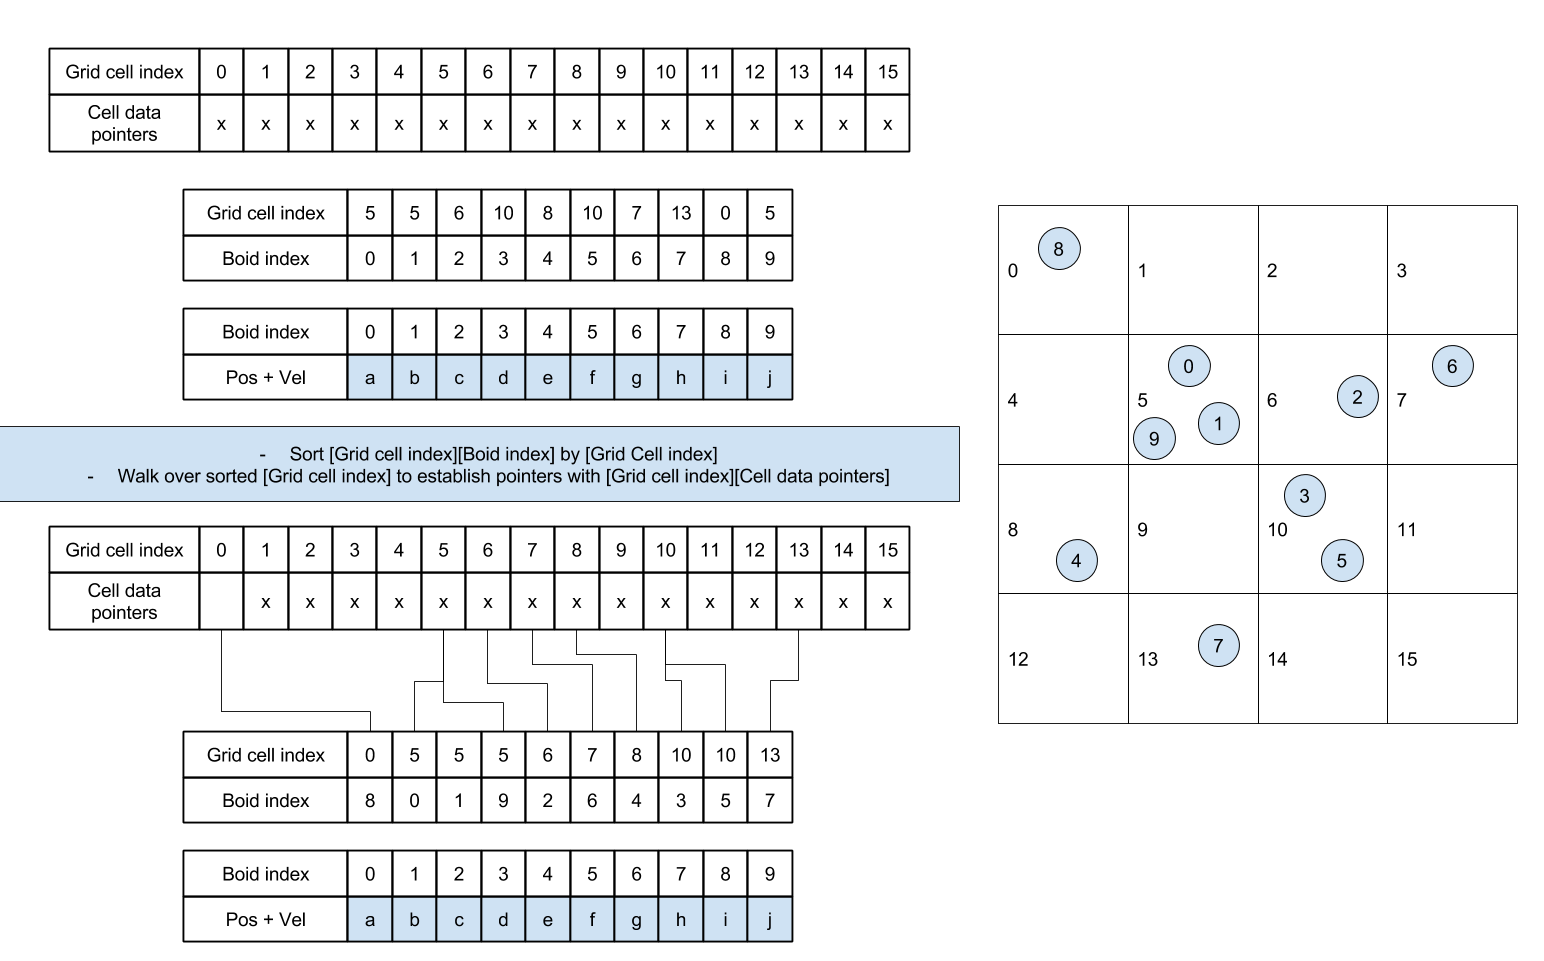 Grid cell index 0 1 2 3 4 5 6 7 8 9 10 11 12 13 14 15
Cell data
pointers x x x x x x x x x x x x x x x x
Grid cell index 5 5 6 10 8 10 7 13 0 5
Boid index 0 1 2 3 4 5 6 7 8 9
Boid index 0 1 2 3 4 5 6 7 8 9
Pos + Vel a b c d e f g h i j
- Sort [Grid cell index][Boid index] by [Grid Cell index]
- Walk over sorted [Grid cell index] to establish pointers with [Grid cell index][Cell data pointers]
Grid cell index 0 1 2 3 4 5 6 7 8 9 10 11 12 13 14 15
Cell data
pointers x x x x x x x x x x x x x x x
Grid cell index 0 5 5 5 6 7 8 10 10 13
Boid index 8 0 1 9 2 6 4 3 5 7
Boid index 0 1 2 3 4 5 6 7 8 9
Pos + Vel a b c d e f g h i j
8
0 1 2 3
0 6
4 5 6 2 7
1
9
3
8 9 10 11
4 5
7
12 13 14 15